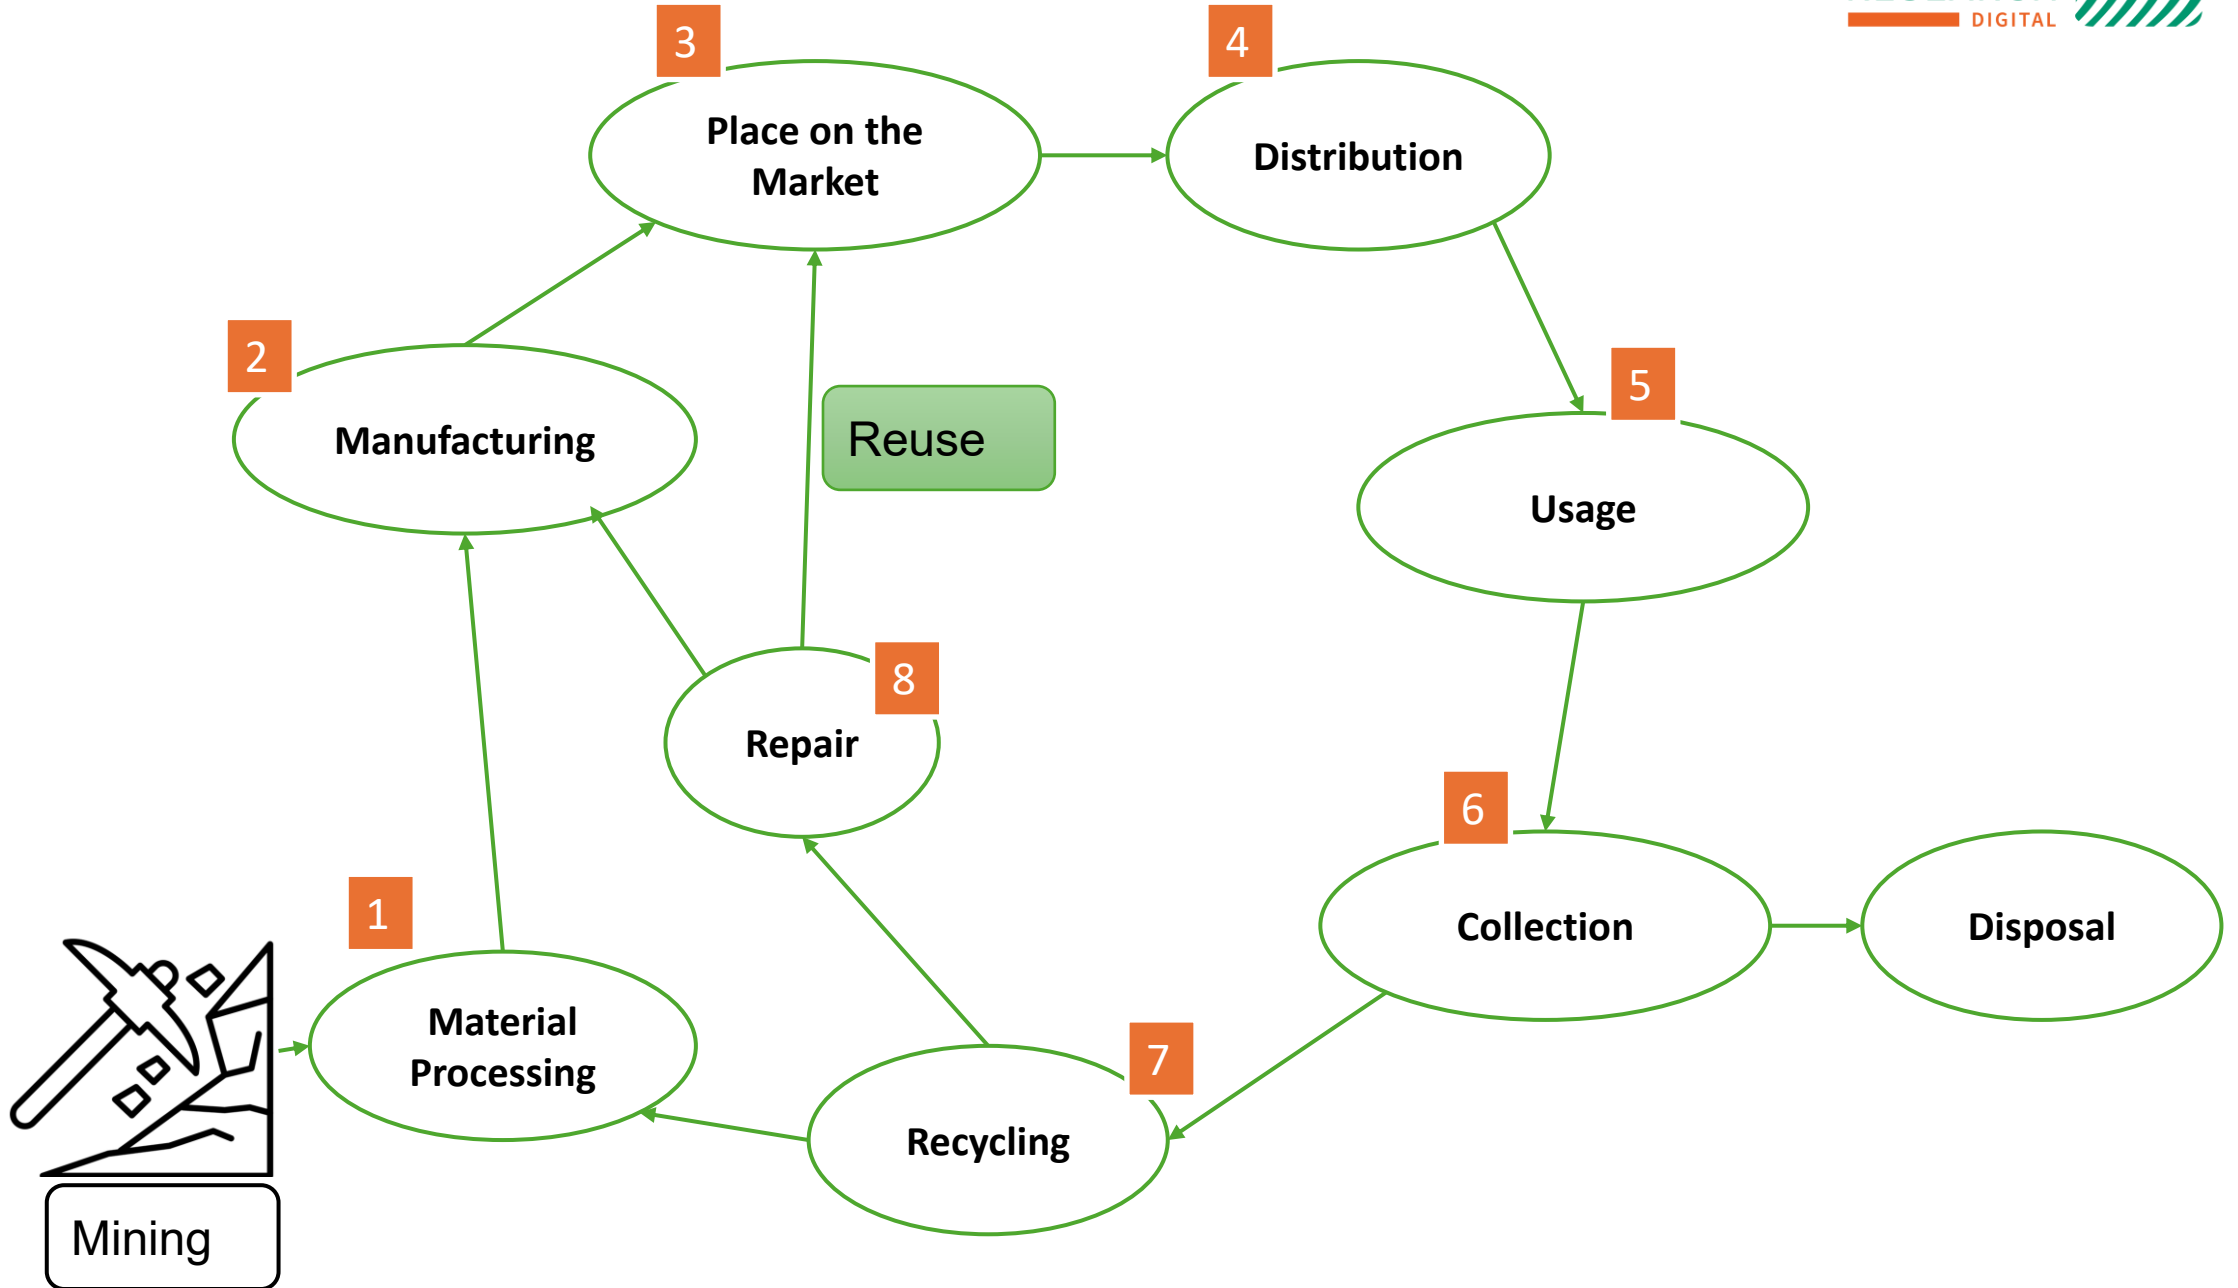 DIGITAL
3
Place on the
Market
4
Distribution
2
Manufacturing
Reuse
5
Usage
8
Repair
6
Collection
Disposal
1
Material
Processing
7
Recycling
Mining